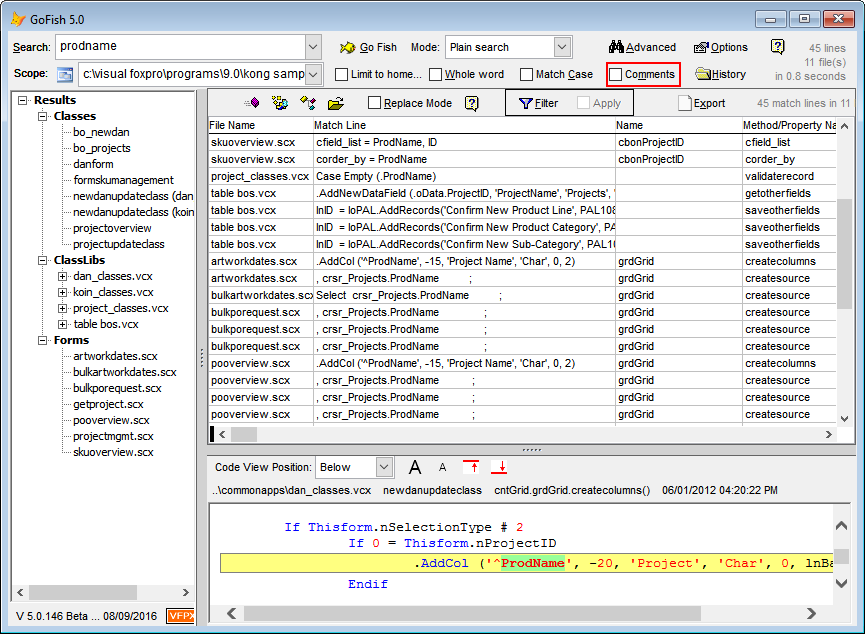 GoFish 5.0
Search: prodname Go Fish Mode: Plain search Advanced Options ? 45 lines
11 file(s)
Scope: c:\visual foxpro\programs\9.0\kong samp Limit to home... Whole word Match Case Comments History in 0.8 seconds
Results
Classes
bo_newdan
bo_projects
danform
formskumanagement
newdanupdateclass (dan
newdanupdateclass (koin
projectoverview
projectupdateclass
ClassLibs
dan_classes.vcx
koin_classes.vcx
project_classes.vcx
table bos.vcx
Forms
artworkdates.scx
bulkartworkdates.scx
bulkporequest.scx
getproject.scx
pooverview.scx
projectmgmt.scx
skuoverview.scx
V 5.0.146 Beta ... 08/09/2016 VFPX
Replace Mode ? Filter Apply Export 45 match lines in 11
File Name Match Line Name Method/Property Na
skuoverview.scx cfield_list = ProdName, ID cbonProjectID cfield_list
skuoverview.scx corder_by = ProdName cbonProjectID corder_by
project_classes.vcx Case Empty (.ProdName) validaterecord
table bos.vcx .AddNewDataField (.oData.ProjectID, 'ProjectName', 'Projects', ' getotherfields
table bos.vcx lnID = loPAL.AddRecords('Confirm New Product Line', PAL108 saveotherfields
table bos.vcx lnID = loPAL.AddRecords('Confirm New Product Category', PA saveotherfields
table bos.vcx lnID = loPAL.AddRecords('Confirm New Sub-Category', PAL10 saveotherfields
artworkdates.scx .AddCol ('^ProdName', -15, 'Project Name', 'Char', 0, 2) grdGrid createcolumns
artworkdates.scx , crsr_Projects.ProdName ; grdGrid createsource
bulkartworkdates.scx Select crsr_Projects.ProdName ; grdGrid createsource
bulkporequest.scx , crsr_Projects.ProdName ; grdGrid createsource
bulkporequest.scx , crsr_Projects.ProdName ; grdGrid createsource
bulkporequest.scx , crsr_Projects.ProdName ; grdGrid createsource
pooverview.scx .AddCol ('^ProdName', -15, 'Project Name', 'Char', 0, 2) grdGrid createcolumns
pooverview.scx , crsr_Projects.ProdName ; grdGrid createsource
pooverview.scx , crsr_Projects.ProdName ; grdGrid createsource
pooverview.scx , crsr_Projects.ProdName ; grdGrid createsource
Code View Position: Below A A
..\commonapps\dan_classes.vcx newdanupdateclass cntGrid.grdGrid.createcolumns() 06/01/2012 04:20:22 PM
If Thisform.nSelectionType # 2
If 0 = Thisform.nProjectID
.AddCol ('^ProdName', -20, 'Project', 'Char', 0, lnBa
Endif